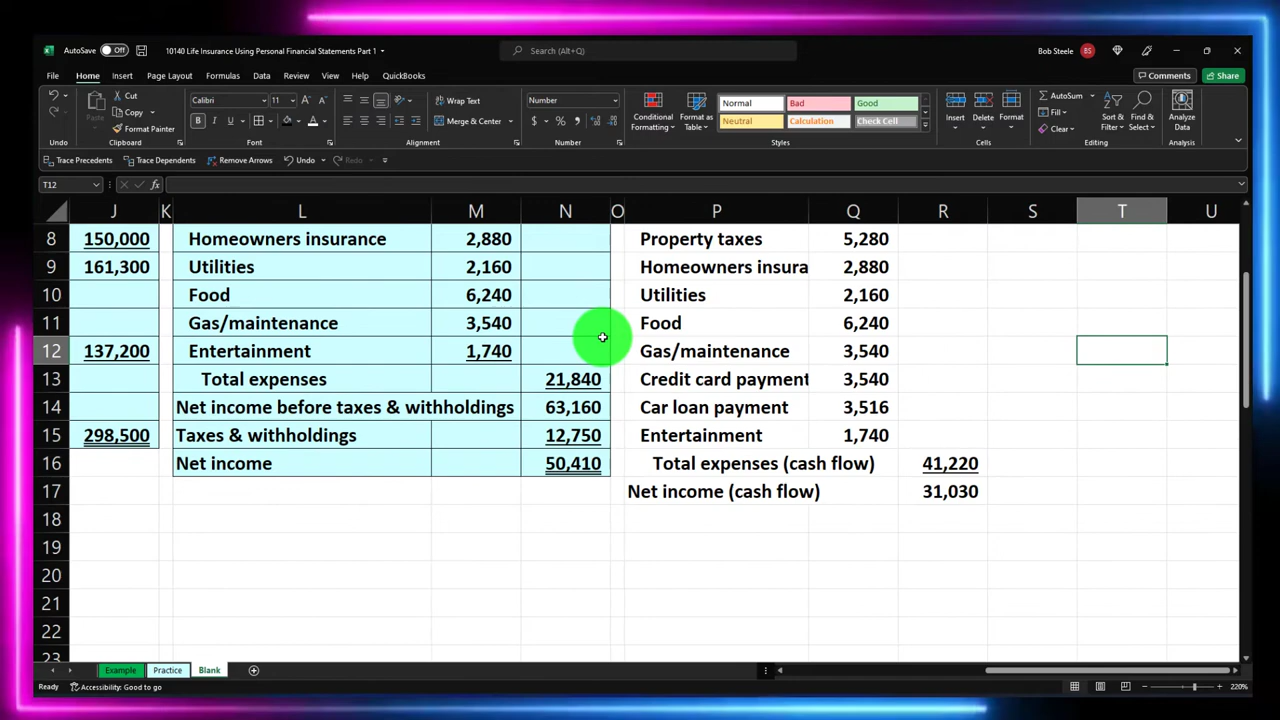 AutoSave Off 10140 Life Insurance Using Personal Financial Statements Part 1 Search (Alt+Q) Bob Steele BS
File Home Insert Page Layout Formulas Data Review View Help QuickBooks Comments Share
Cut Calibri 11 Wrap Text Number Normal Bad Good AutoSum
Paste Copy Conditional Formatting Format as Table Insert Delete Format Fill Sort & Filter Find & Select Analyze Data
Format Painter B I U Merge & Center $ % Neutral Calculation Check Cell Clear
Undo Clipboard Font Alignment Number Styles Cells Editing Analysis
Trace Precedents Trace Dependents Remove Arrows Undo Redo
T12 fx
J K L M N O P Q R S T U
8 150,000 Homeowners insurance 2,880 Property taxes 5,280
9 161,300 Utilities 2,160 Homeowners insura 2,880
10 Food 6,240 Utilities 2,160
11 Gas/maintenance 3,540 Food 6,240
12 137,200 Entertainment 1,740 Gas/maintenance 3,540
13 Total expenses 21,840 Credit card payment 3,540
14 Net income before taxes & withholdings 63,160 Car loan payment 3,516
15 298,500 Taxes & withholdings 12,750 Entertainment 1,740
16 Net income 50,410 Total expenses (cash flow) 41,220
17 Net income (cash flow) 31,030
18
19
20
21
22
23
Example Practice Blank
Ready Accessibility: Good to go 220%